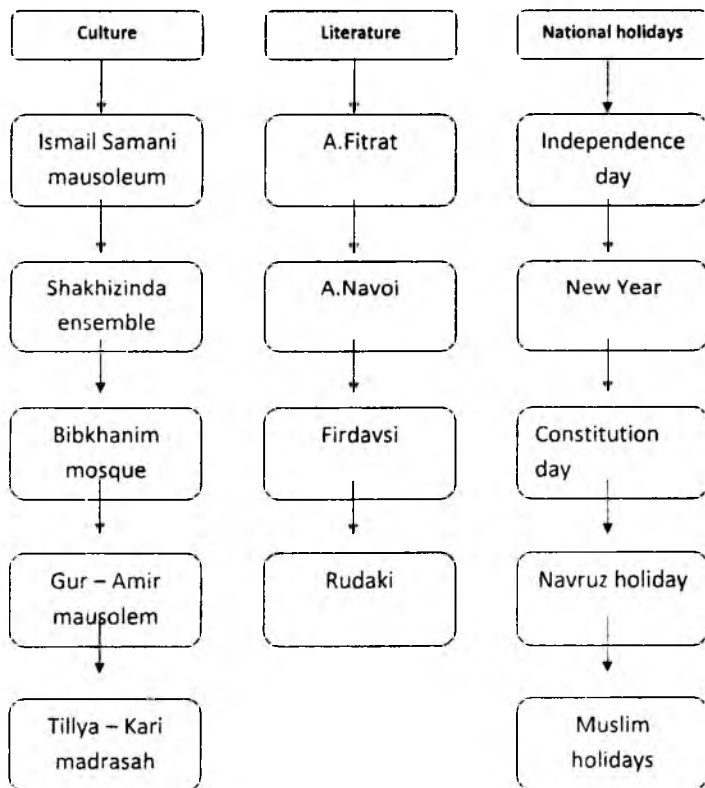 Culture
Ismail Samani
mausoleum
Shakhizinda
ensemble
Bibkhanim
mosque
Gur – Amir
mausolem
Tillya – Kari
madrasah
Literature
A.Fitrat
A.Navoi
Firdavsi
Rudaki
National holidays
Independence
day
New Year
Constitution
day
Navruz holiday
Muslim
holidays